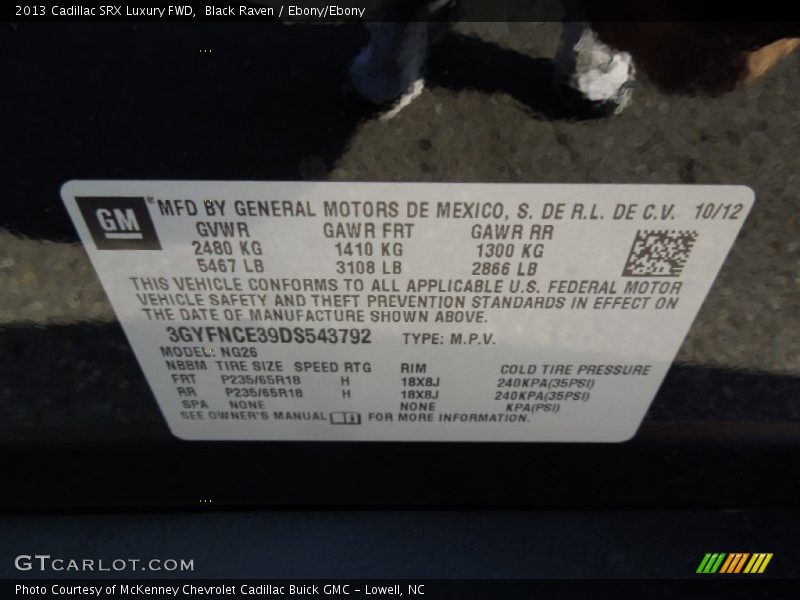 2013 Cadillac SRX Luxury FWD,  Black Raven / Ebony/Ebony
GM® MFD BY GENERAL MOTORS DE MEXICO, S. DE R.L. DE C.V. 10/12
GVWR GAWR FRT GAWR RR
2480 KG 1410 KG 1300 KG
5467 LB 3108 LB 2866 LB
THIS VEHICLE CONFORMS TO ALL APPLICABLE U.S. FEDERAL MOTOR
VEHICLE SAFETY AND THEFT PREVENTION STANDARDS IN EFFECT ON
THE DATE OF MANUFACTURE SHOWN ABOVE.
3GYFNCE39DS543792 TYPE: M.P.V.
MODEL: NG26
NBBM TIRE SIZE SPEED RTG RIM COLD TIRE PRESSURE
FRT P235/65R18 H 18X8J 240KPA(35PSI)
RR P235/65R18 H 18X8J 240KPA(35PSI)
SPA NONE NONE KPA(PSI)
SEE OWNER'S MANUAL FOR MORE INFORMATION.
GTCARLOT.COM
Photo Courtesy of McKenney Chevrolet Cadillac Buick GMC - Lowell, NC